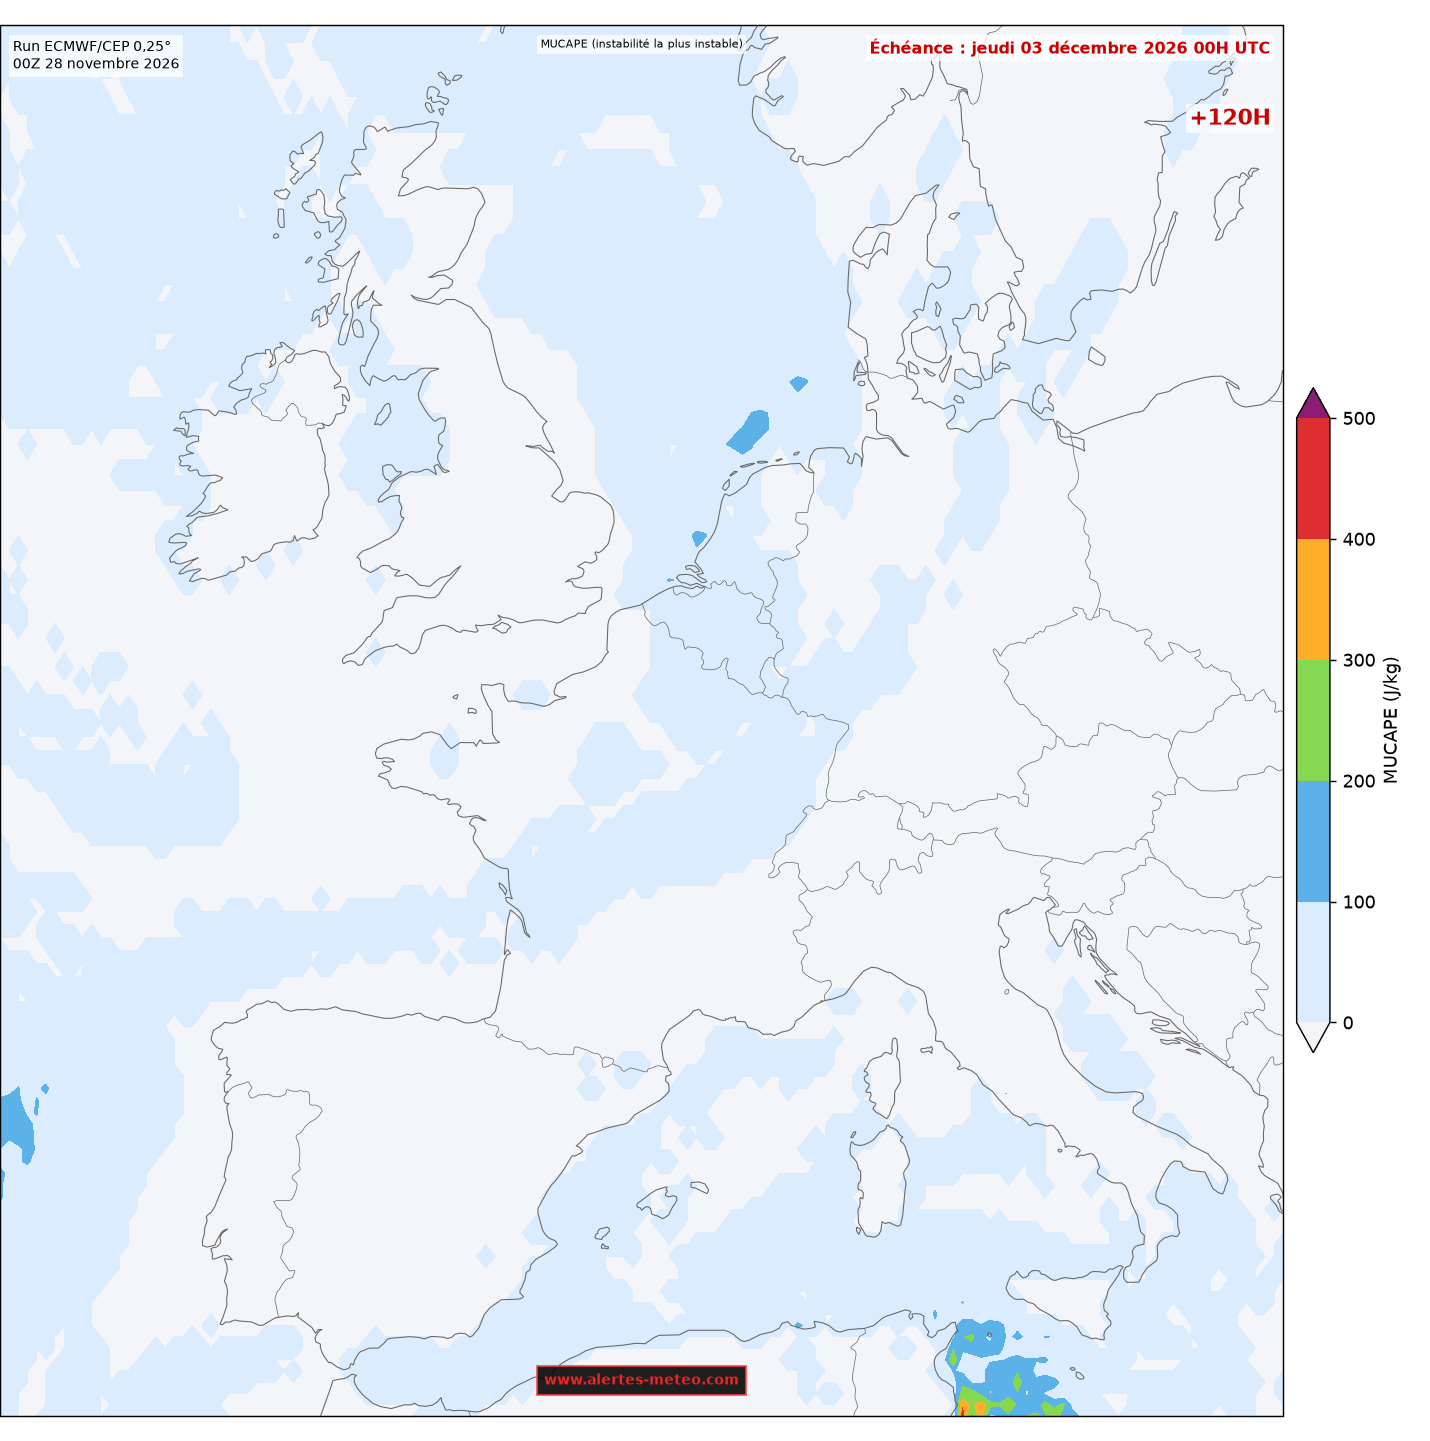 Run ECMWF/CEP 0,25°
00Z 28 novembre 2026
MUCAPE (instabilité la plus instable)
Échéance : jeudi 03 décembre 2026 00H UTC
+120H
500
400
300
200
100
0
MUCAPE (J/kg)
www.alertes-meteo.com